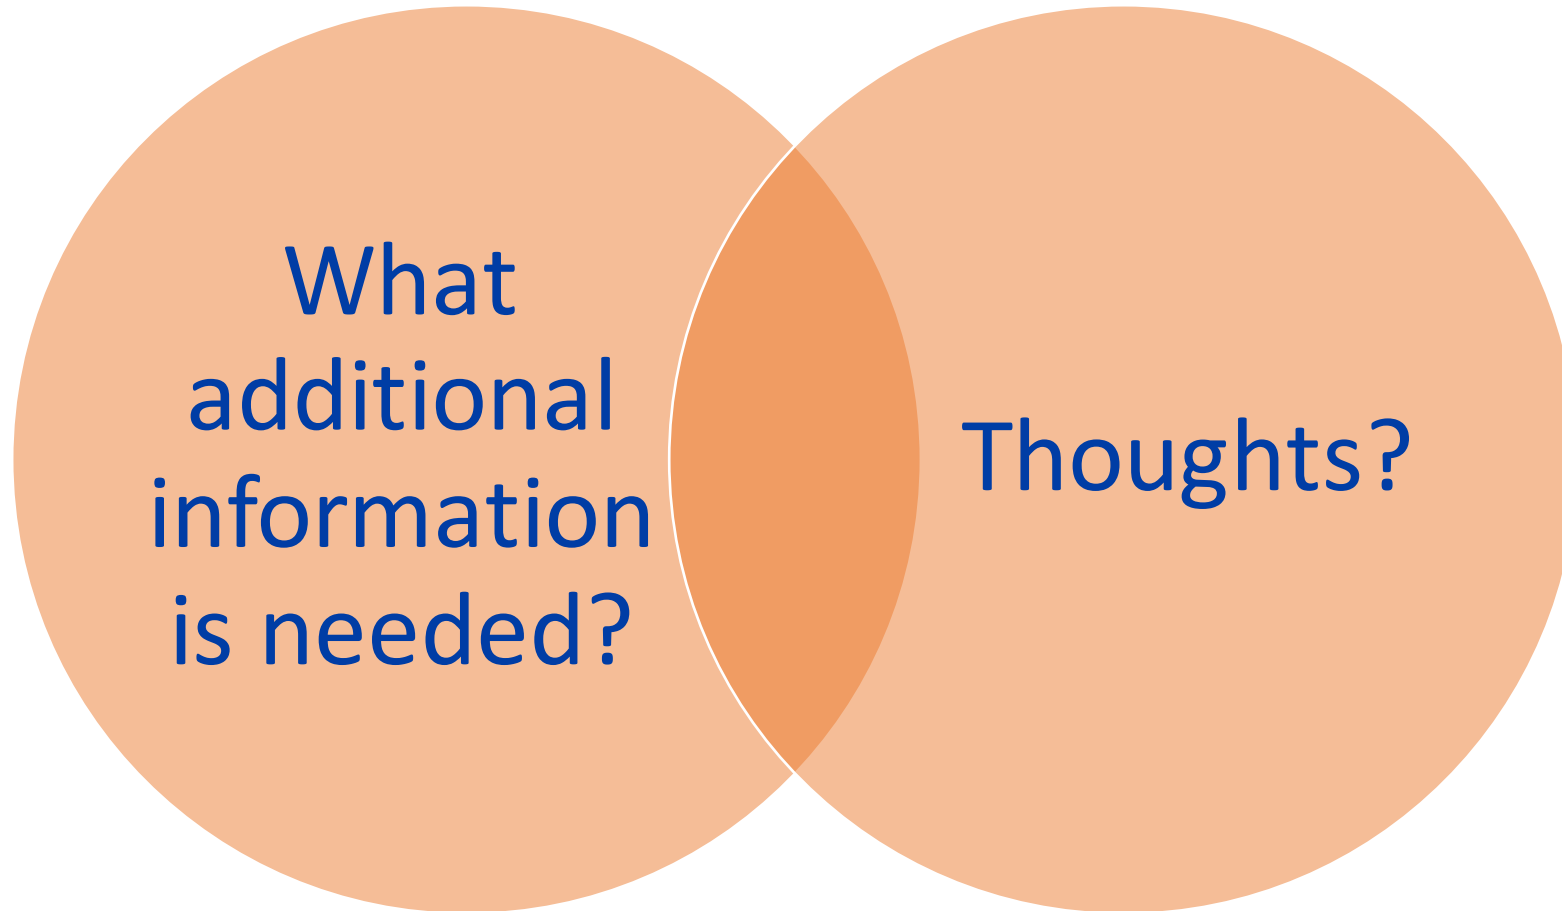 What
additional
information
is needed?
Thoughts?